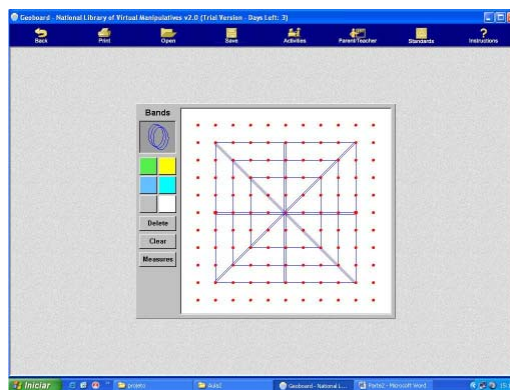 Geoboard - National Library of Virtual Manipulatives v2.0 (Trial Version - Days Left: 3)
Back Print Open Save Activities Parent/Teacher Standards Instructions
Bands
Delete
Clear
Measures
Iniciar projeto Aula2 Geoboard - National L... Parte2 - Microsoft Word